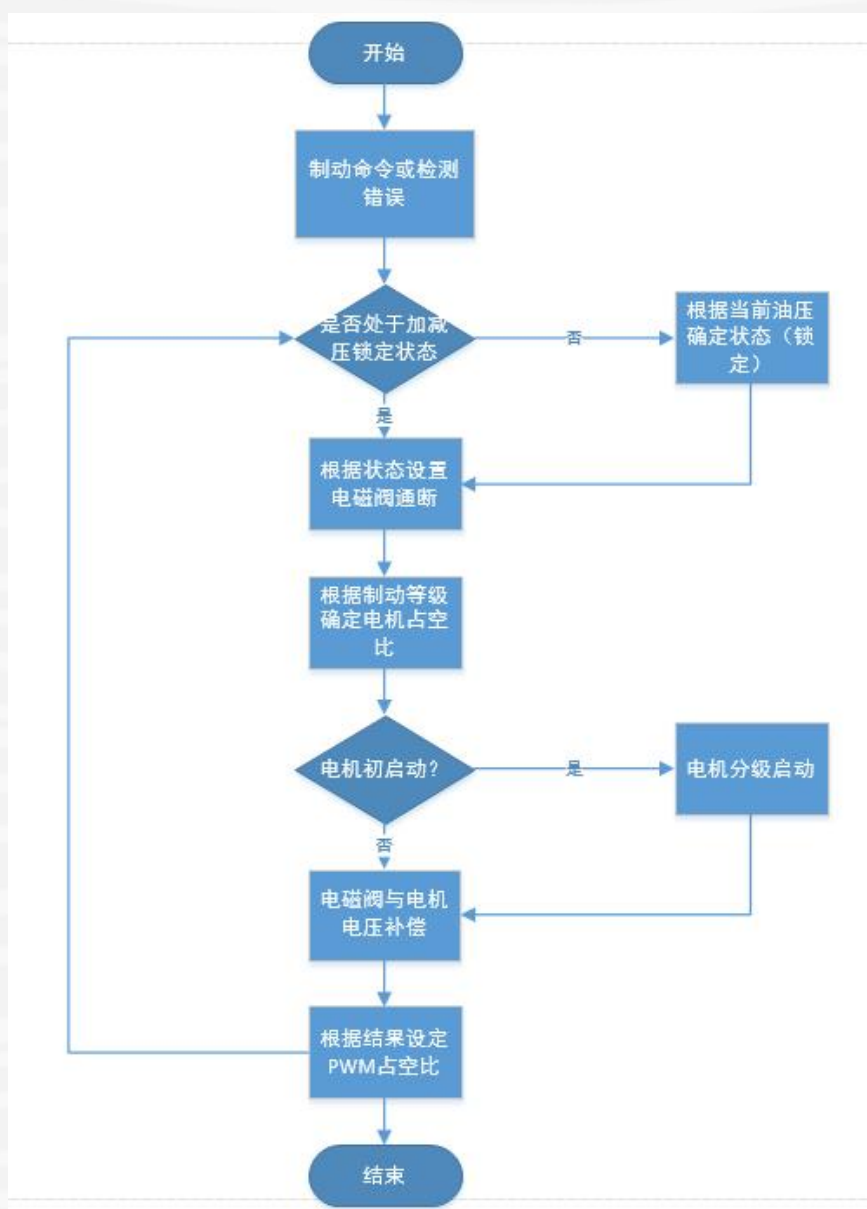 开始
制动命令或检测
错误
是否处于加减
压锁定状态
否
根据当前油压
确定状态（锁
定）
是
根据状态设置
电磁阀通断
根据制动等级
确定电机占空
比
电机初启动？
是
电机分级启动
否
电磁阀与电机
电压补偿
根据结果设定
PWM占空比
结束